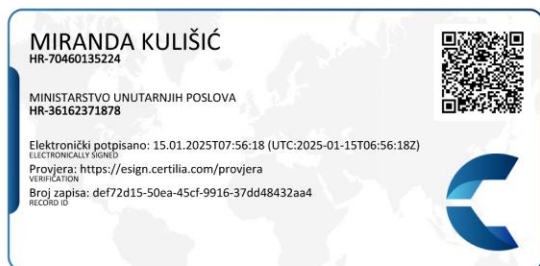 MIRANDA KULIŠIĆ
HR-70460135224
MINISTARSTVO UNUTARNJIH POSLOVA
HR-36162371878
Elektronički potpisano: 15.01.2025T07:56:18 (UTC:2025-01-15T06:56:18Z)
ELECTRONICALLY SIGNED
Provjera: https://esign.certilia.com/provjera
VERIFICATION
Broj zapisa: def72d15-50ea-45cf-9916-37dd48432aa4
RECORD ID